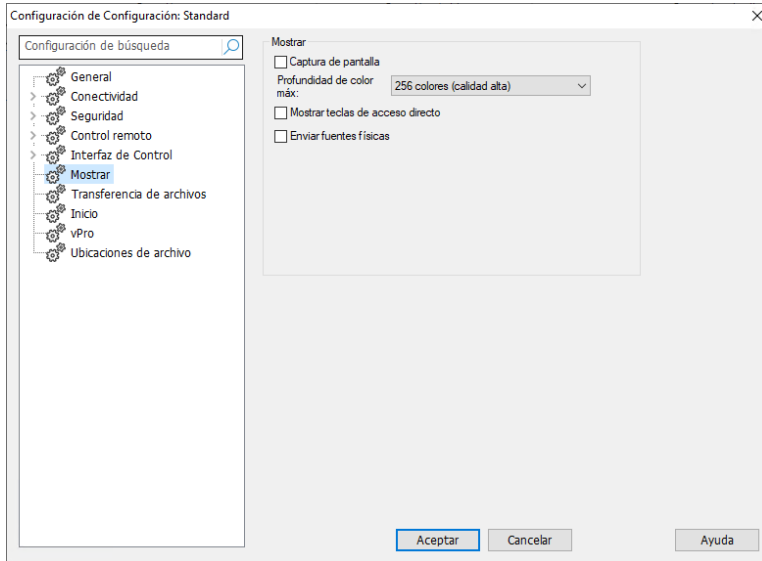 Configuración de Configuración: Standard
Configuración de búsqueda
General
Conectividad
Seguridad
Control remoto
Interfaz de Control
Mostrar
Transferencia de archivos
Inicio
vPro
Ubicaciones de archivo
Mostrar
Captura de pantalla
Profundidad de color
máx:
256 colores (calidad alta)
Mostrar teclas de acceso directo
Enviar fuentes físicas
Aceptar
Cancelar
Ayuda